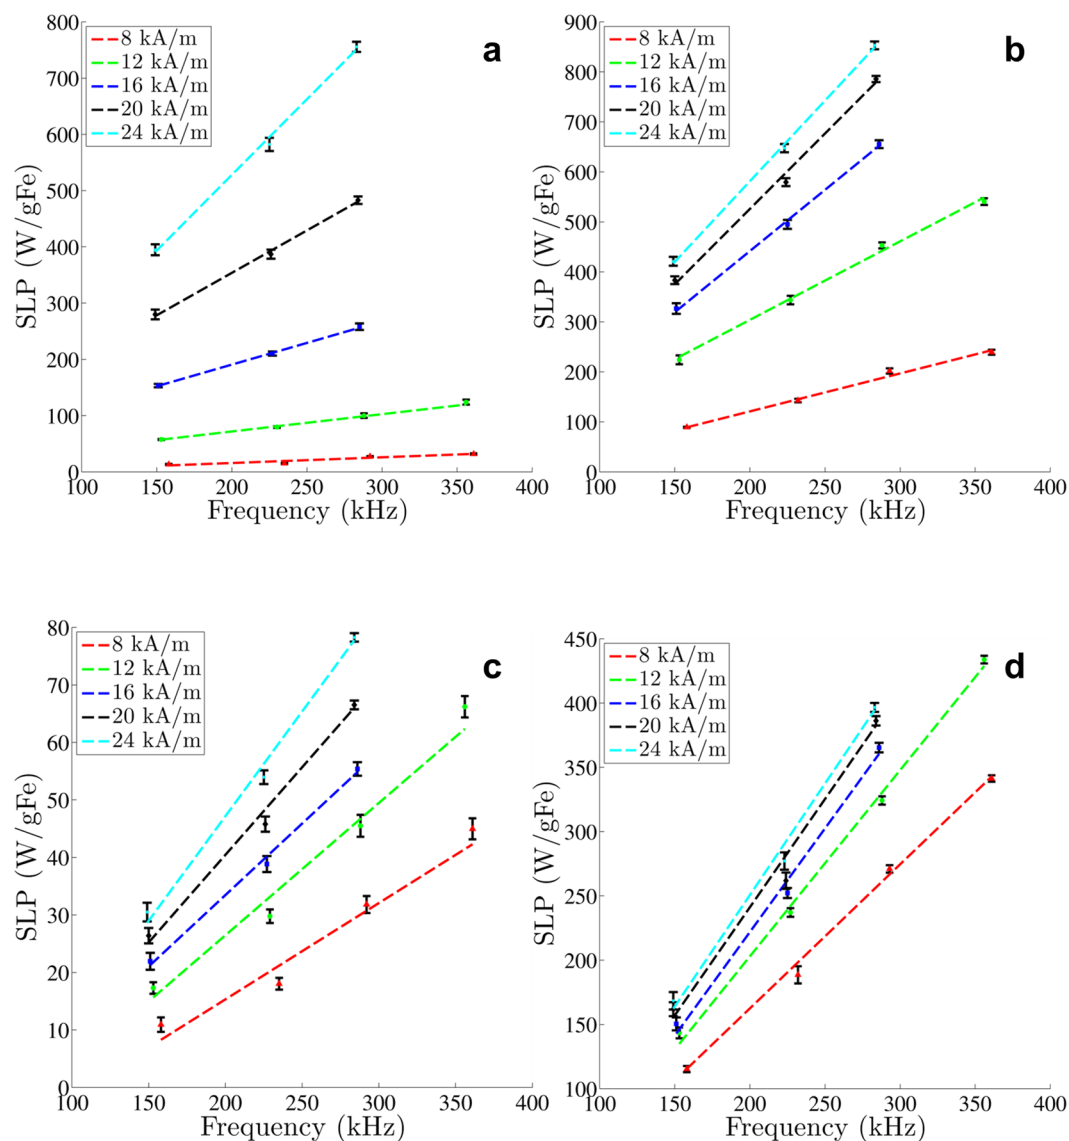 a
8 kA/m
12 kA/m
16 kA/m
20 kA/m
24 kA/m
800
700
600
500
400
300
200
100
0
SLP (W/gFe)
100 150 200 250 300 350 400
Frequency (kHz)
b
8 kA/m
12 kA/m
16 kA/m
20 kA/m
24 kA/m
900
800
700
600
500
400
300
200
100
0
SLP (W/gFe)
100 150 200 250 300 350 400
Frequency (kHz)
c
8 kA/m
12 kA/m
16 kA/m
20 kA/m
24 kA/m
80
70
60
50
40
30
20
10
0
SLP (W/gFe)
100 150 200 250 300 350 400
Frequency (kHz)
d
8 kA/m
12 kA/m
16 kA/m
20 kA/m
24 kA/m
450
400
350
300
250
200
150
100
SLP (W/gFe)
100 150 200 250 300 350 400
Frequency (kHz)